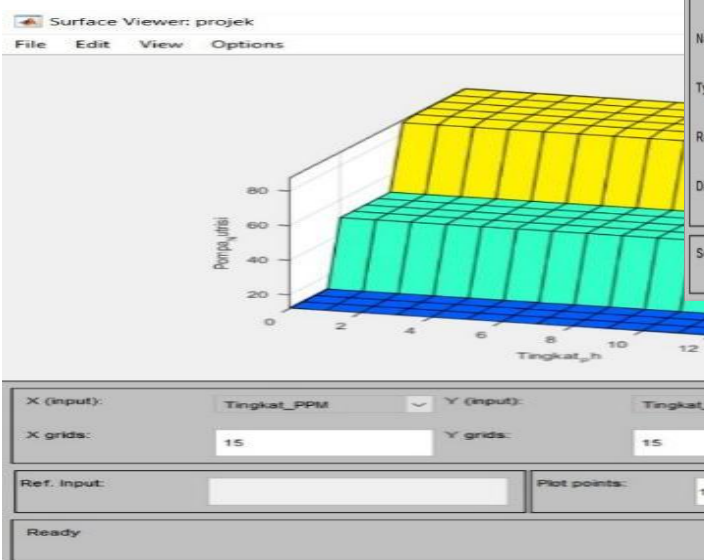 Surface Viewer: projek
File Edit View Options
80
60
40
20
Pompa_nutrisi
0 2 4 6 8 10 12
Tingkat_ph
X (input): Tingkat_PPM Y (input):
X grids: 15 Y grids: 15
Ref. Input: Plot points:
Ready